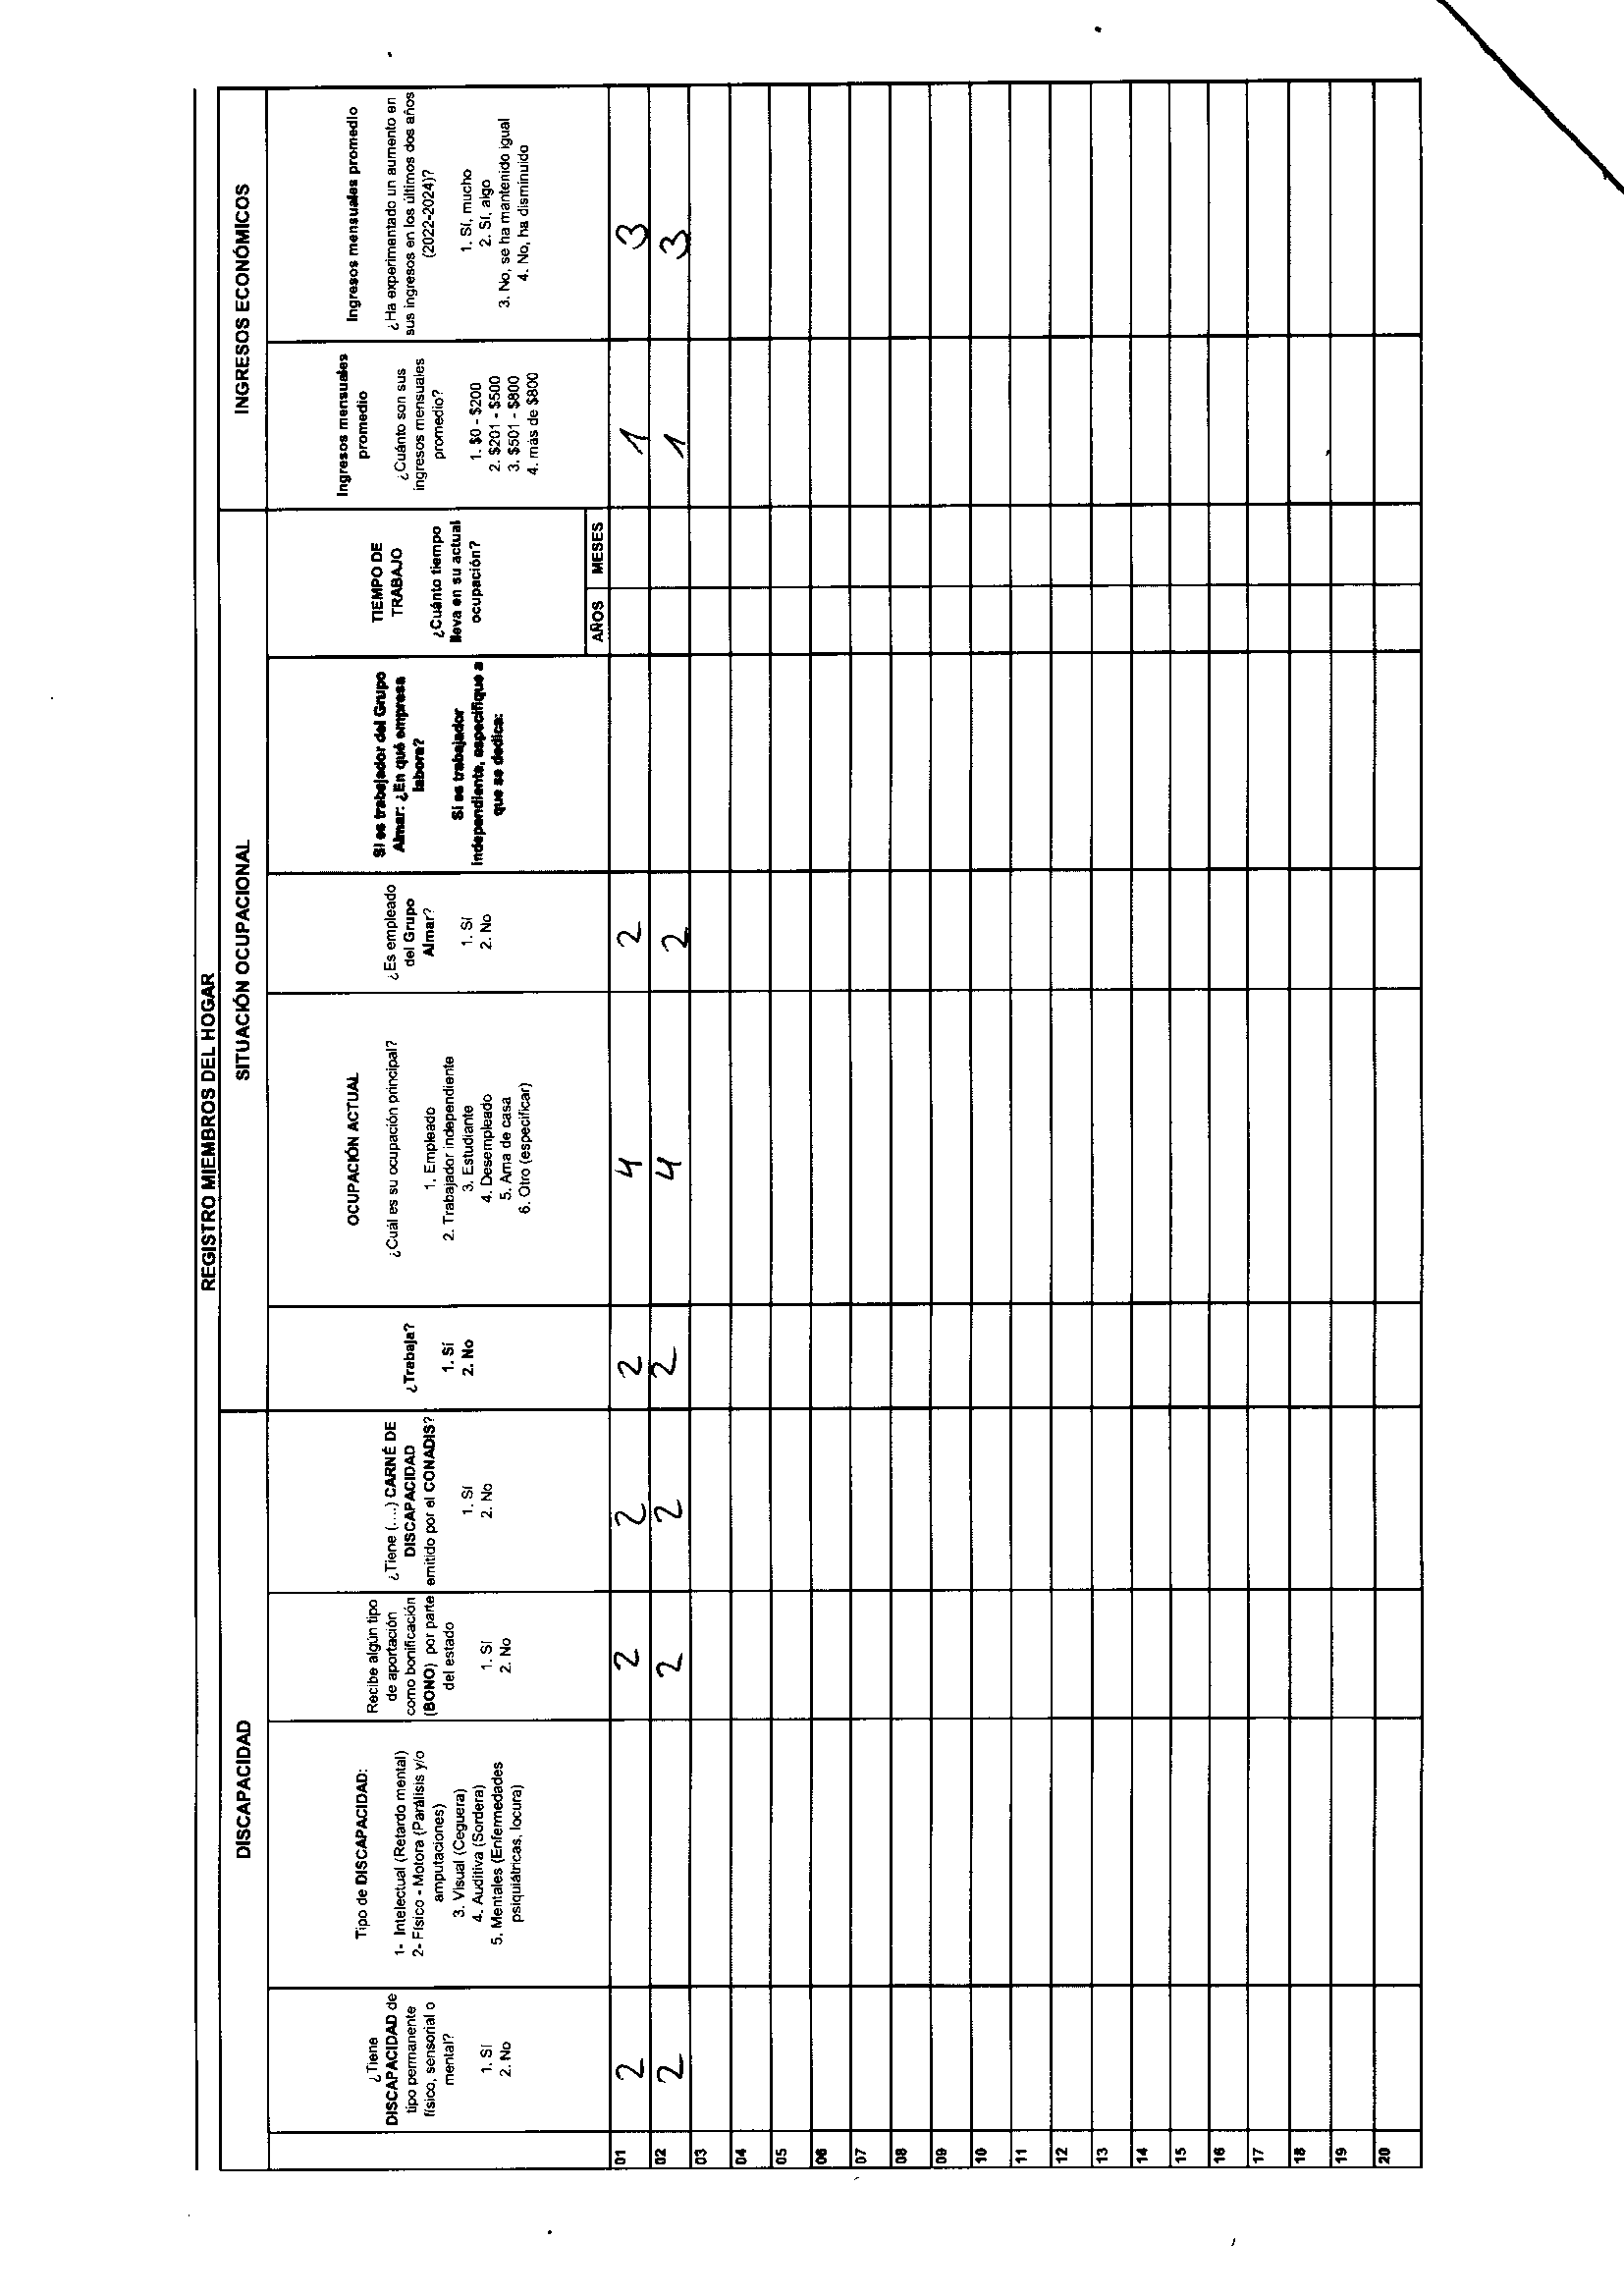 REGISTRO MIEMBROS DEL HOGAR
DISCAPACIDAD
SITUACIÓN OCUPACIONAL
INGRESOS ECONÓMICOS
¿Tiene
DISCAPACIDAD de
tipo permanente
físico, sensorial o
mental?
1. Sí
2. No
Tipo de DISCAPACIDAD:
1- Intelectual (Retardo mental)
2- Físico - Motora (Parálisis y/o
amputaciones)
3. Visual (Ceguera)
4. Auditiva (Sordera)
5. Mentales (Enfermedades
psiquiátricas, locura)
Recibe algún tipo
de aportación
como bonificación
(BONO) por parte
del estado
1. Sí
2. No
¿Tiene (....) CARNÉ DE
DISCAPACIDAD
emitido por el CONADIS?
1. Sí
2. No
¿Trabaja?
1. Sí
2. No
OCUPACIÓN ACTUAL
¿Cuál es su ocupación principal?
1. Empleado
2. Trabajador independiente
3. Estudiante
4. Desempleado
5. Ama de casa
6. Otro (especificar)
¿Es empleado
del Grupo
Almar?
1. Sí
2. No
Si es trabajador del Grupo
Almar: ¿En qué empresa
labora?
Si es trabajador
independiente, especifique a
que se dedica:
TIEMPO DE
TRABAJO
¿Cuánto tiempo
lleva en su actual
ocupación?
AÑOS MESES
Ingresos mensuales
promedio
¿Cuánto son sus
ingresos mensuales
promedio?
1. $0 - $200
2. $201 - $500
3. $501 - $800
4. más de $800
Ingresos mensuales promedio
¿Ha experimentado un aumento en
sus ingresos en los últimos dos años
(2022-2024)?
1. Sí, mucho
2. Sí, algo
3. No, se ha mantenido igual
4. No, ha disminuido
01 2 2 2 2 4 2 1 3
02 2 2 2 2 4 2 1 3
03
04
05
06
07
08
09
10
11
12
13
14
15
16
17
18
19
20